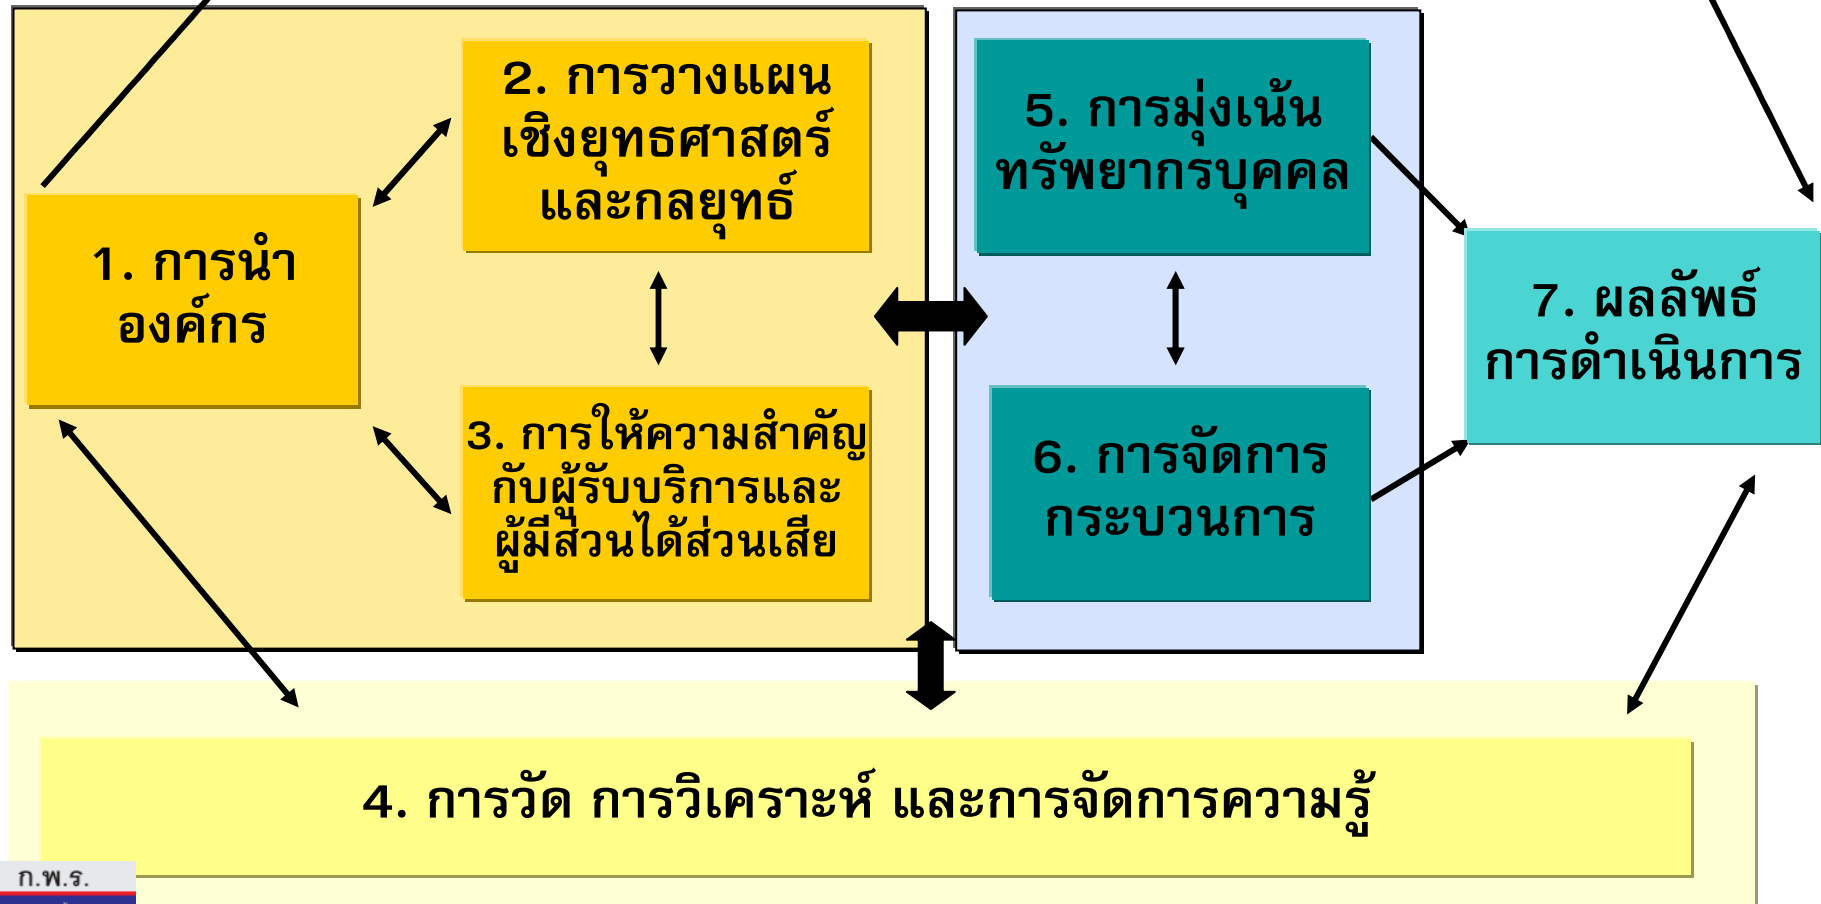 1. การนำ
องค์กร
2. การวางแผน
เชิงยุทธศาสตร์
และกลยุทธ์
3. การให้ความสำคัญ
กับผู้รับบริการและ
ผู้มีส่วนได้ส่วนเสีย
5. การมุ่งเน้น
ทรัพยากรบุคคล
6. การจัดการ
กระบวนการ
7. ผลลัพธ์
การดำเนินการ
4. การวัด การวิเคราะห์ และการจัดการความรู้
ก.พ.ร.